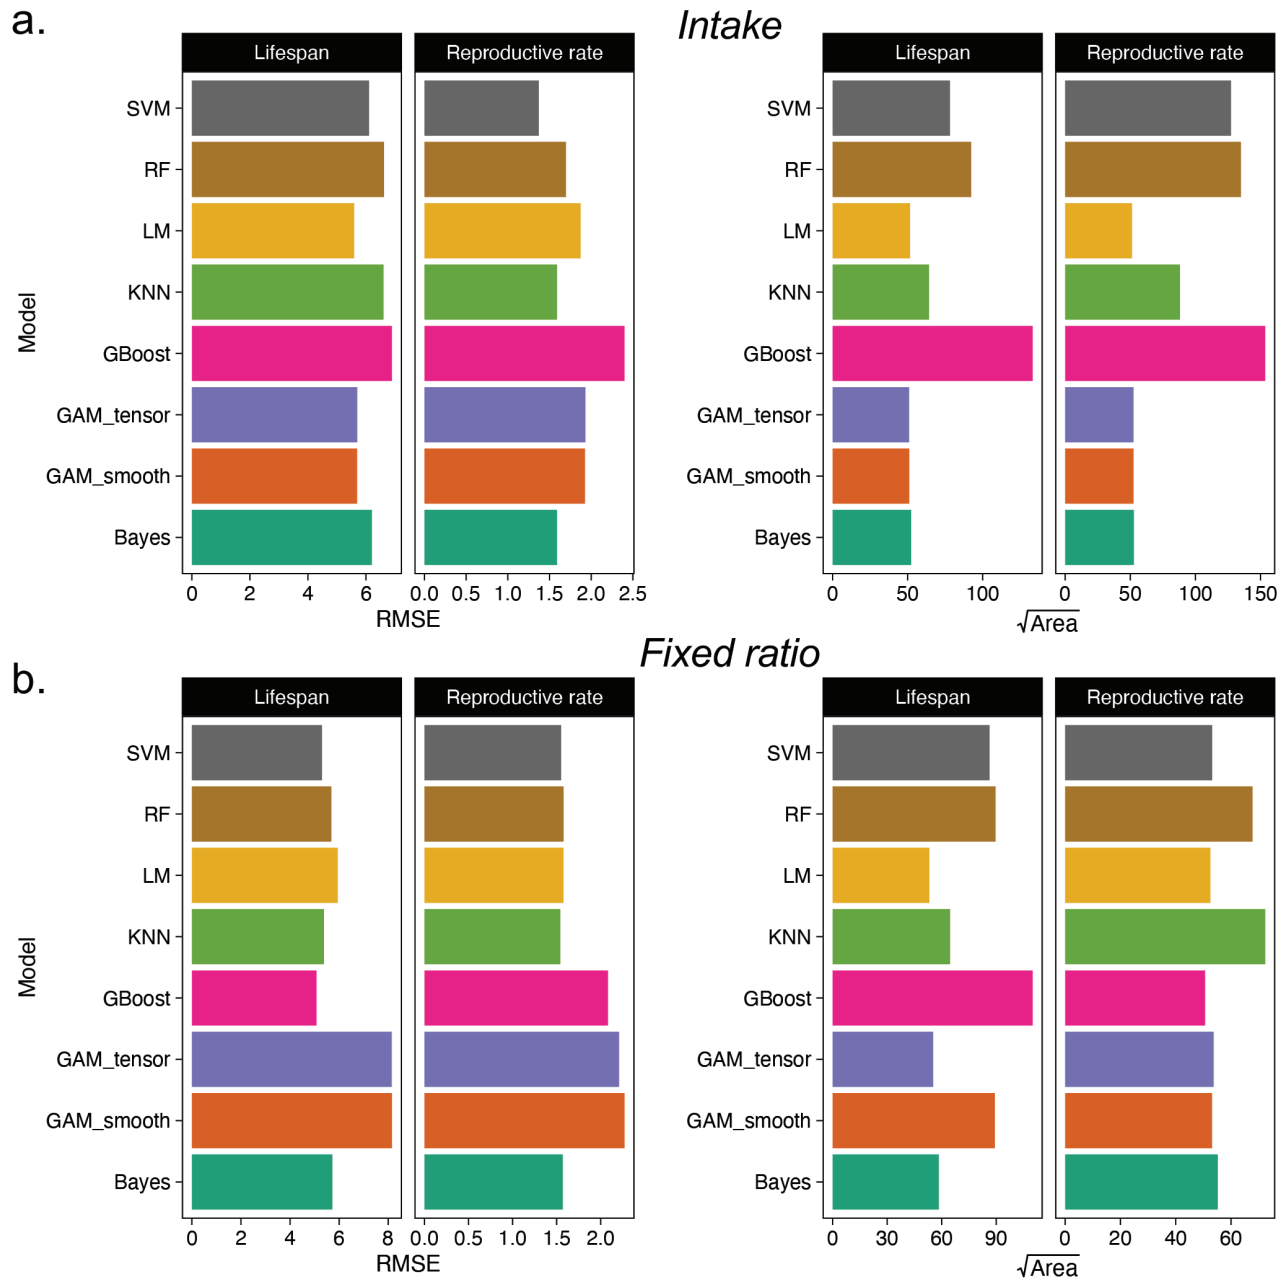 a.
Intake
Lifespan
Reproductive rate
Model
SVM
RF
LM
KNN
GBoost
GAM_tensor
GAM_smooth
Bayes
0 2 4 6
0.0 0.5 1.0 1.5 2.0 2.5
RMSE
Lifespan
Reproductive rate
SVM
RF
LM
KNN
GBoost
GAM_tensor
GAM_smooth
Bayes
0 50 100
0 50 100 150
√Area
b.
Fixed ratio
Lifespan
Reproductive rate
Model
SVM
RF
LM
KNN
GBoost
GAM_tensor
GAM_smooth
Bayes
0 2 4 6 8
0.0 0.5 1.0 1.5 2.0
RMSE
Lifespan
Reproductive rate
SVM
RF
LM
KNN
GBoost
GAM_tensor
GAM_smooth
Bayes
0 30 60 90
0 20 40 60
√Area